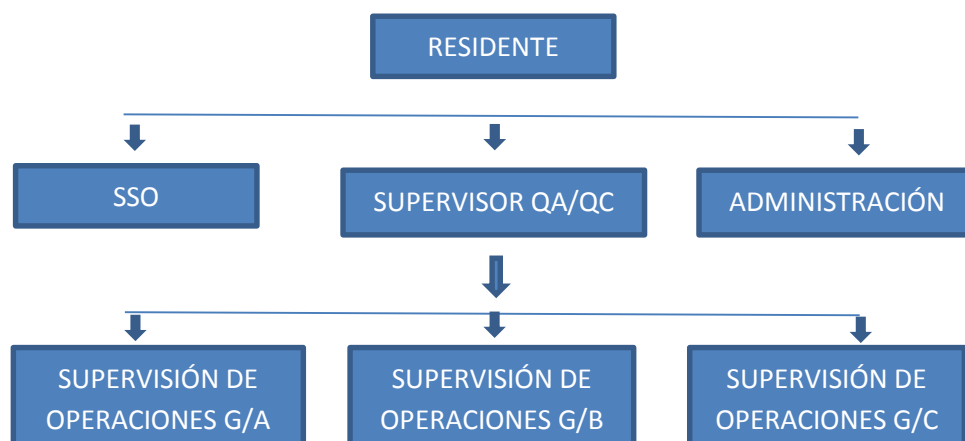 RESIDENTE
SSO
SUPERVISOR QA/QC
ADMINISTRACIÓN
SUPERVISIÓN DE
OPERACIONES G/A
SUPERVISIÓN DE
OPERACIONES G/B
SUPERVISIÓN DE
OPERACIONES G/C